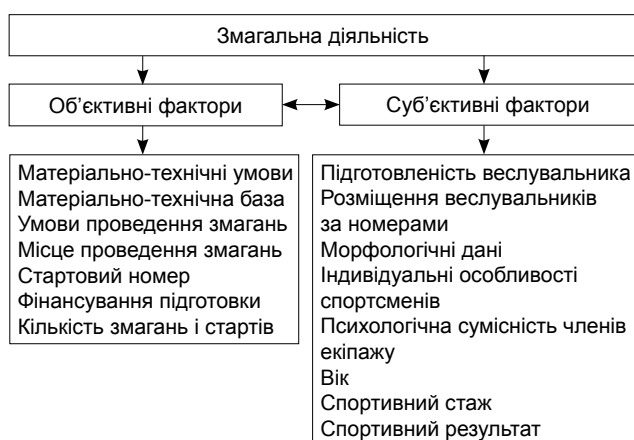 Змагальна діяльність
Об’єктивні фактори
Суб’єктивні фактори
Матеріально-технічні умови
Матеріально-технічна база
Умови проведення змагань
Місце проведення змагань
Стартовий номер
Фінансування підготовки
Кількість змагань і стартів
Підготовленість веслувальника
Розміщення веслувальників
за номерами
Морфологічні дані
Індивідуальні особливості
спортсменів
Психологічна сумісність членів
екіпажу
Вік
Спортивний стаж
Спортивний результат